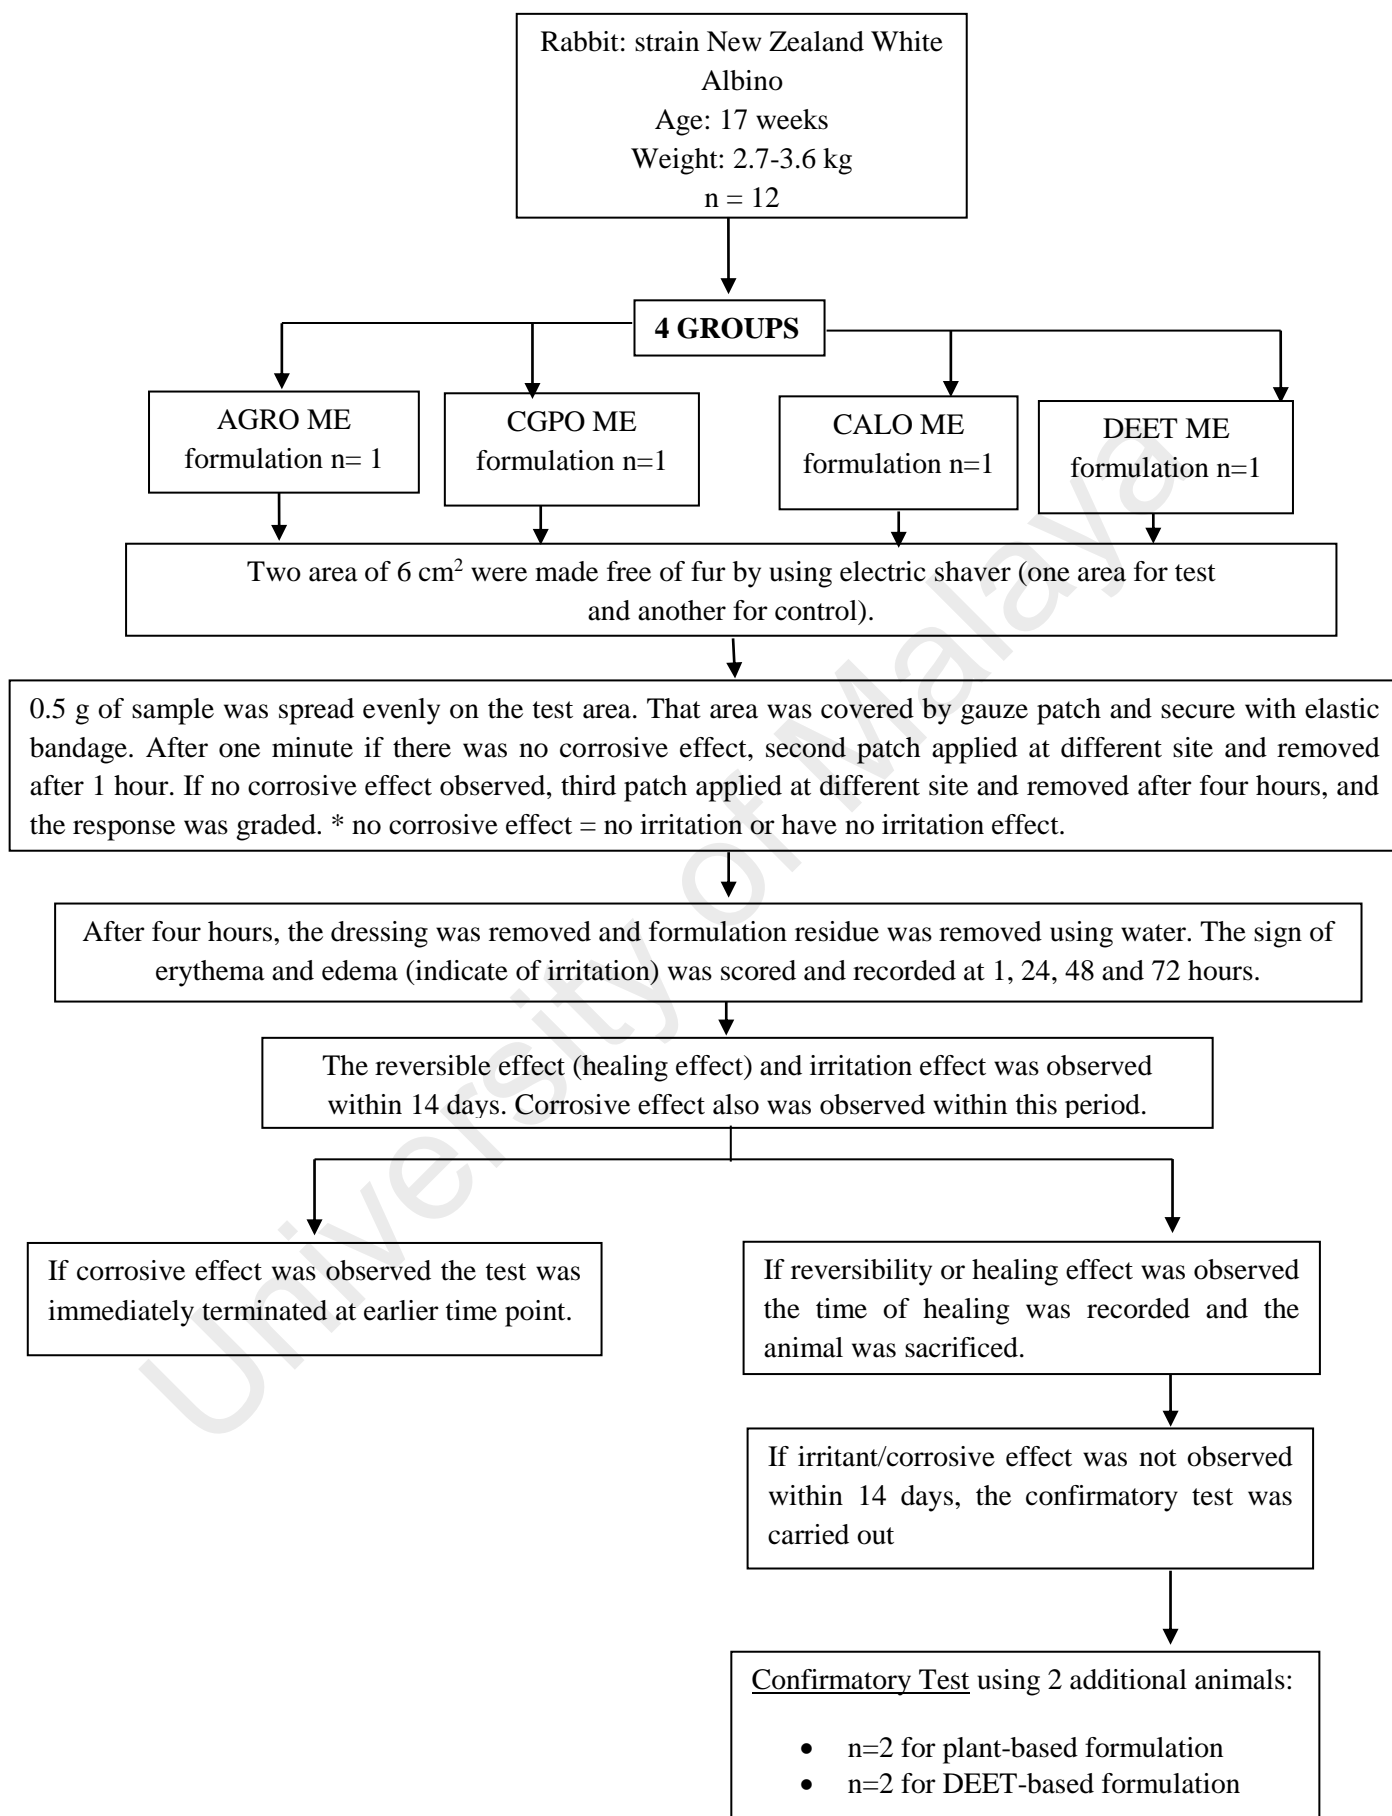 Rabbit: strain New Zealand White
Albino
Age: 17 weeks
Weight: 2.7-3.6 kg
n = 12
4 GROUPS
AGRO ME
formulation n= 1
CGPO ME
formulation n=1
CALO ME
formulation n=1
DEET ME
formulation n=1
Two area of 6 cm² were made free of fur by using electric shaver (one area for test
and another for control).
0.5 g of sample was spread evenly on the test area. That area was covered by gauze patch and secure with elastic
bandage. After one minute if there was no corrosive effect, second patch applied at different site and removed
after 1 hour. If no corrosive effect observed, third patch applied at different site and removed after four hours, and
the response was graded. * no corrosive effect = no irritation or have no irritation effect.
After four hours, the dressing was removed and formulation residue was removed using water. The sign of
erythema and edema (indicate of irritation) was scored and recorded at 1, 24, 48 and 72 hours.
The reversible effect (healing effect) and irritation effect was observed
within 14 days. Corrosive effect also was observed within this period.
If corrosive effect was observed the test was
immediately terminated at earlier time point.
If reversibility or healing effect was observed
the time of healing was recorded and the
animal was sacrificed.
If irritant/corrosive effect was not observed
within 14 days, the confirmatory test was
carried out
Confirmatory Test using 2 additional animals:
• n=2 for plant-based formulation
• n=2 for DEET-based formulation
University of Malaya